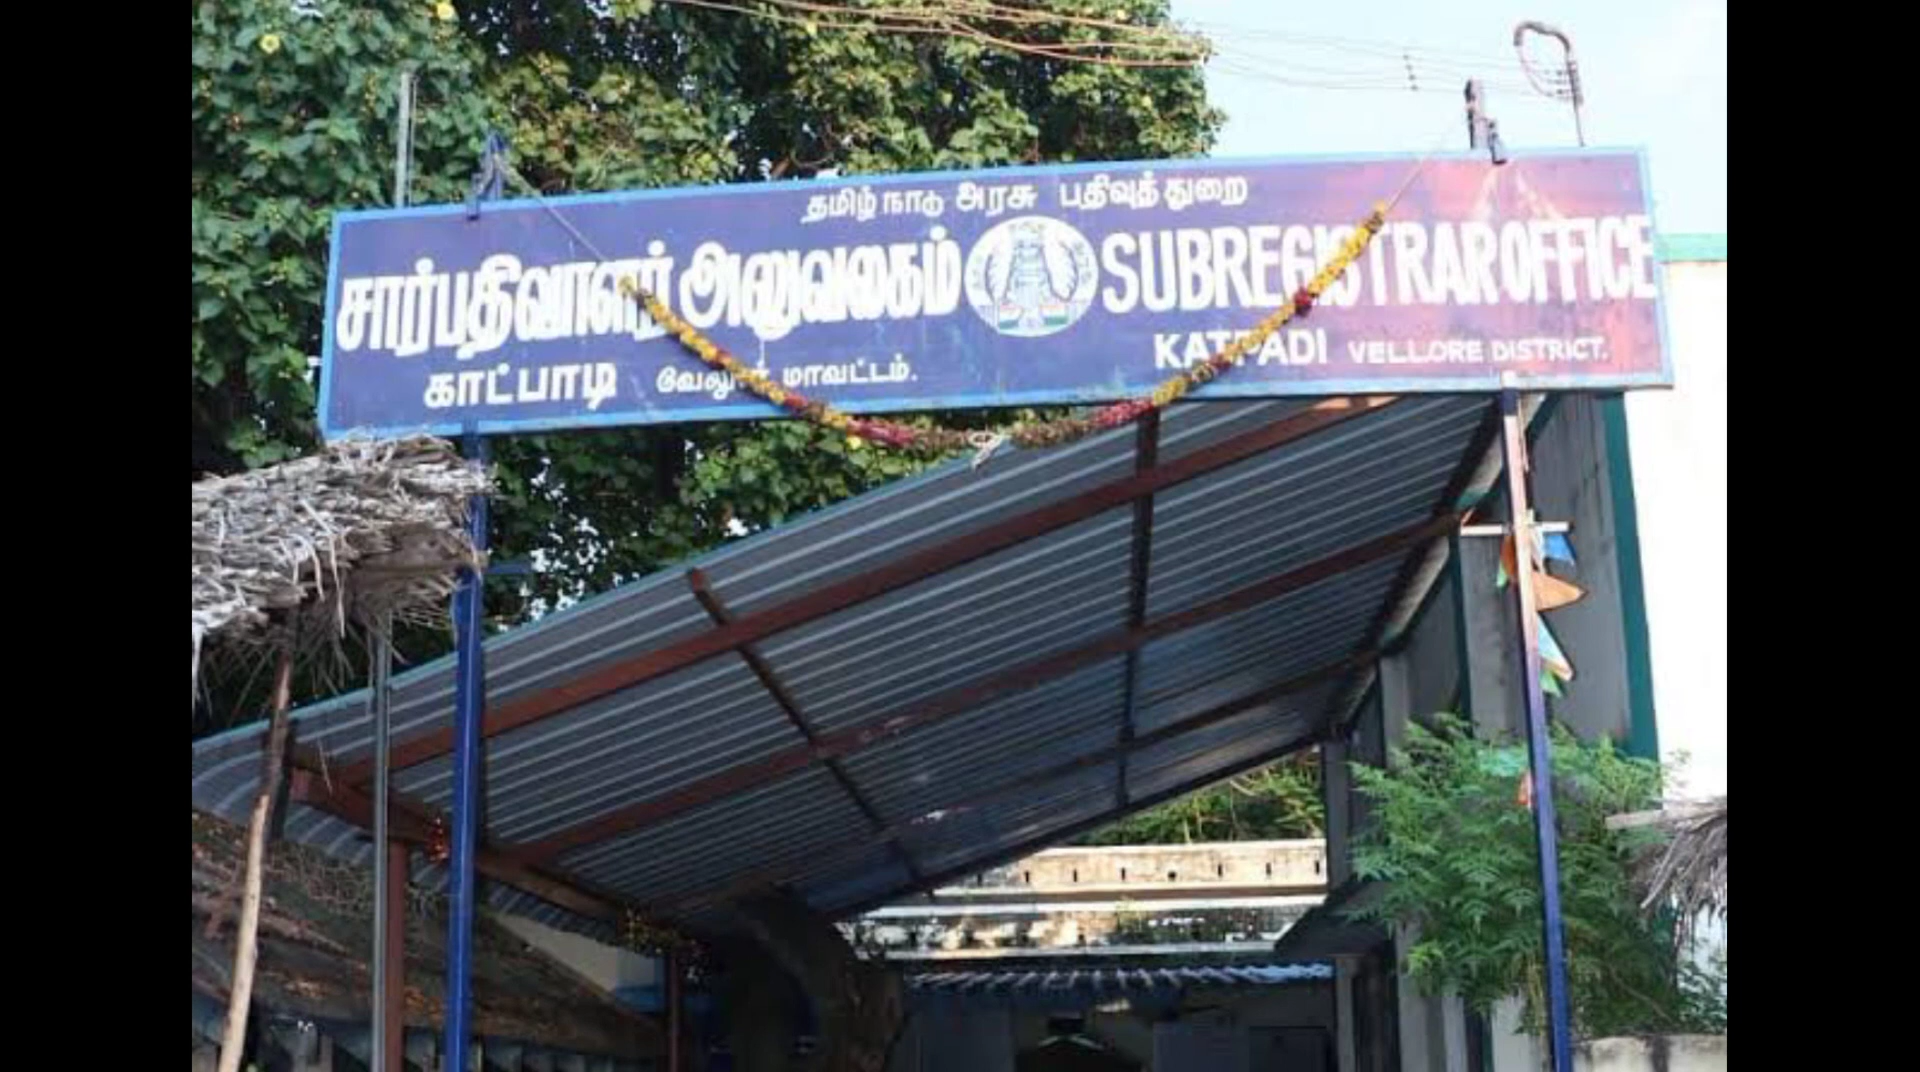 தமிழ்நாடு அரசு பதிவுத்துறை
சார்பதிவாளர் அலுவலகம்
SUBREGISTRAR OFFICE
காட்பாடி வேலூர் மாவட்டம்.
KATPADI VELLORE DISTRICT.